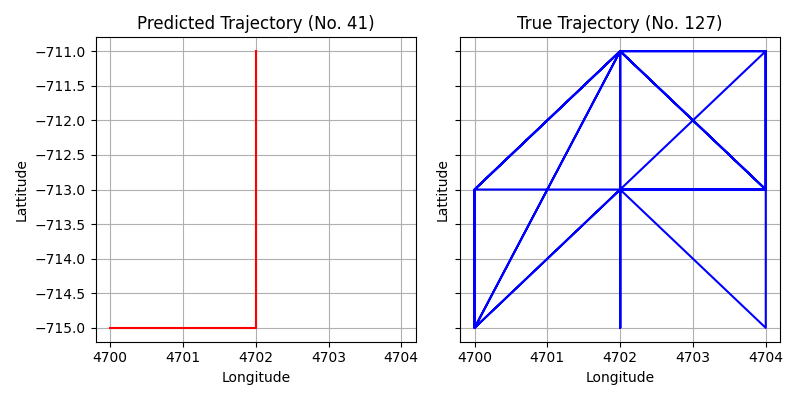 Predicted Trajectory (No. 41)
True Trajectory (No. 127)
Lattitude
−711.0
−711.5
−712.0
−712.5
−713.0
−713.5
−714.0
−714.5
−715.0
4700 4701 4702 4703 4704
Longitude
Lattitude
4700 4701 4702 4703 4704
Longitude